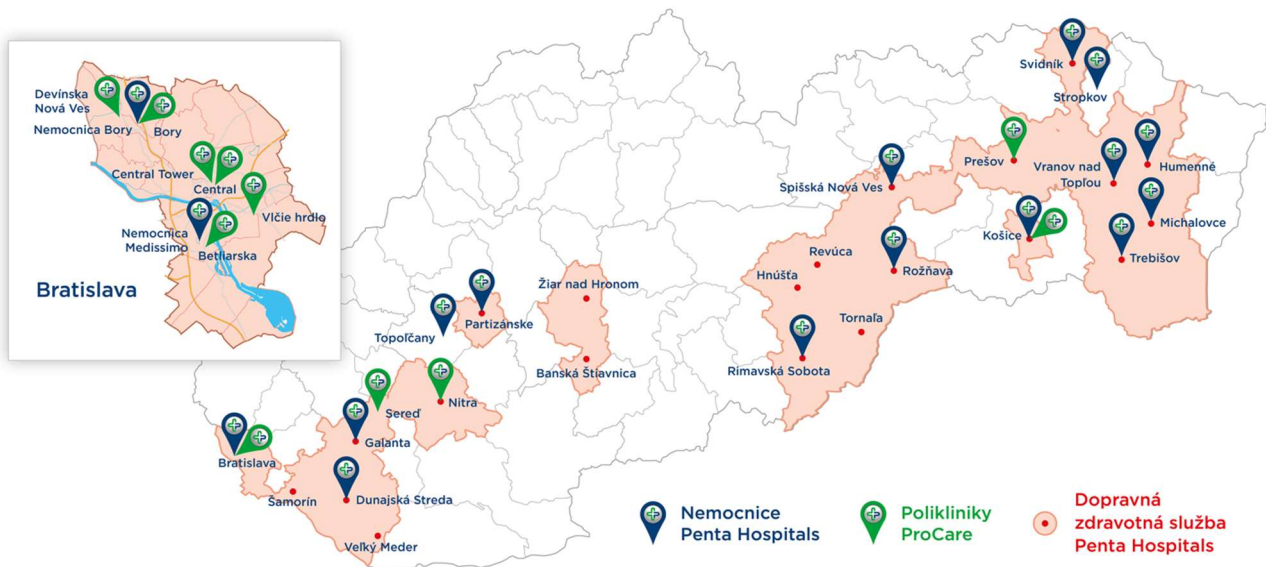 Devínska
Nová Ves
Nemocnica Bory
Bory
Central Tower
Central
Vlčie hrdlo
Nemocnica
Medissimo
Betliarska
Bratislava
Svidník
Stropkov
Prešov
Vranov nad
Topľou
Humenné
Spišská Nová Ves
Michalovce
Košice
Trebišov
Revúca
Rožňava
Hnúšťa
Žiar nad Hronom
Tornaľa
Partizánske
Topoľčany
Banská Štiavnica
Rimavská Sobota
Nitra
Sereď
Galanta
Bratislava
Šamorín
Dunajská Streda
Veľký Meder
Nemocnice
Penta Hospitals
Polikliniky
ProCare
Dopravná
zdravotná služba
Penta Hospitals